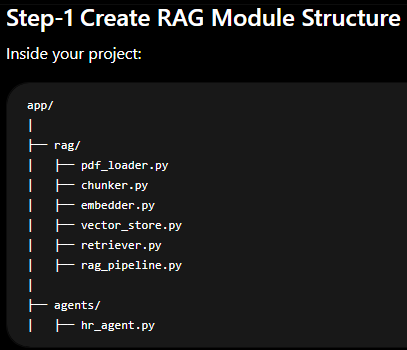 Step-1 Create RAG Module Structure
Inside your project:
app/
|
├── rag/
|   ├── pdf_loader.py
|   ├── chunker.py
|   ├── embedder.py
|   ├── vector_store.py
|   ├── retriever.py
|   ├── rag_pipeline.py
|
├── agents/
|   ├── hr_agent.py